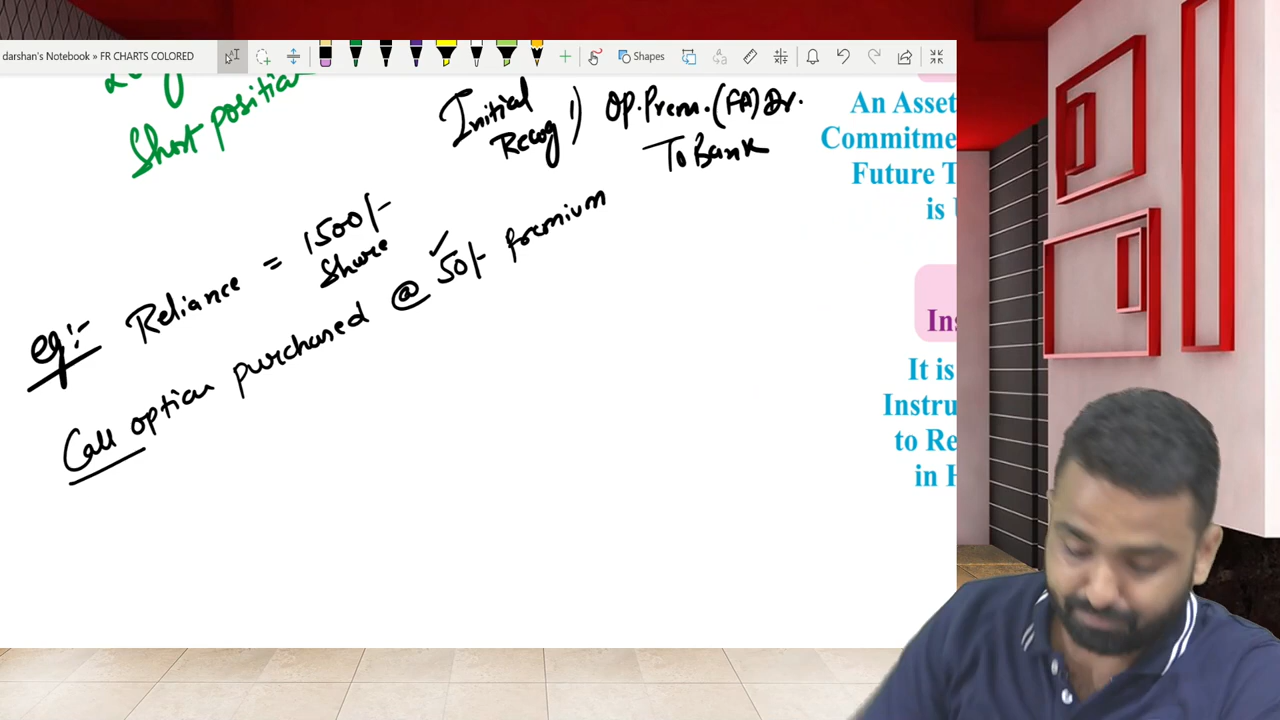 darshan's Notebook » FR CHARTS COLORED
Shapes
Short position
Initial Recog
1) Op. Prem. (FA) Dr.
To Bank
eg:- Reliance = 1500/-
Share
Call option purchased @ 50/- premium
An Asset
Commitme
Future T
is
Ins
It is
Instru
to Re
in